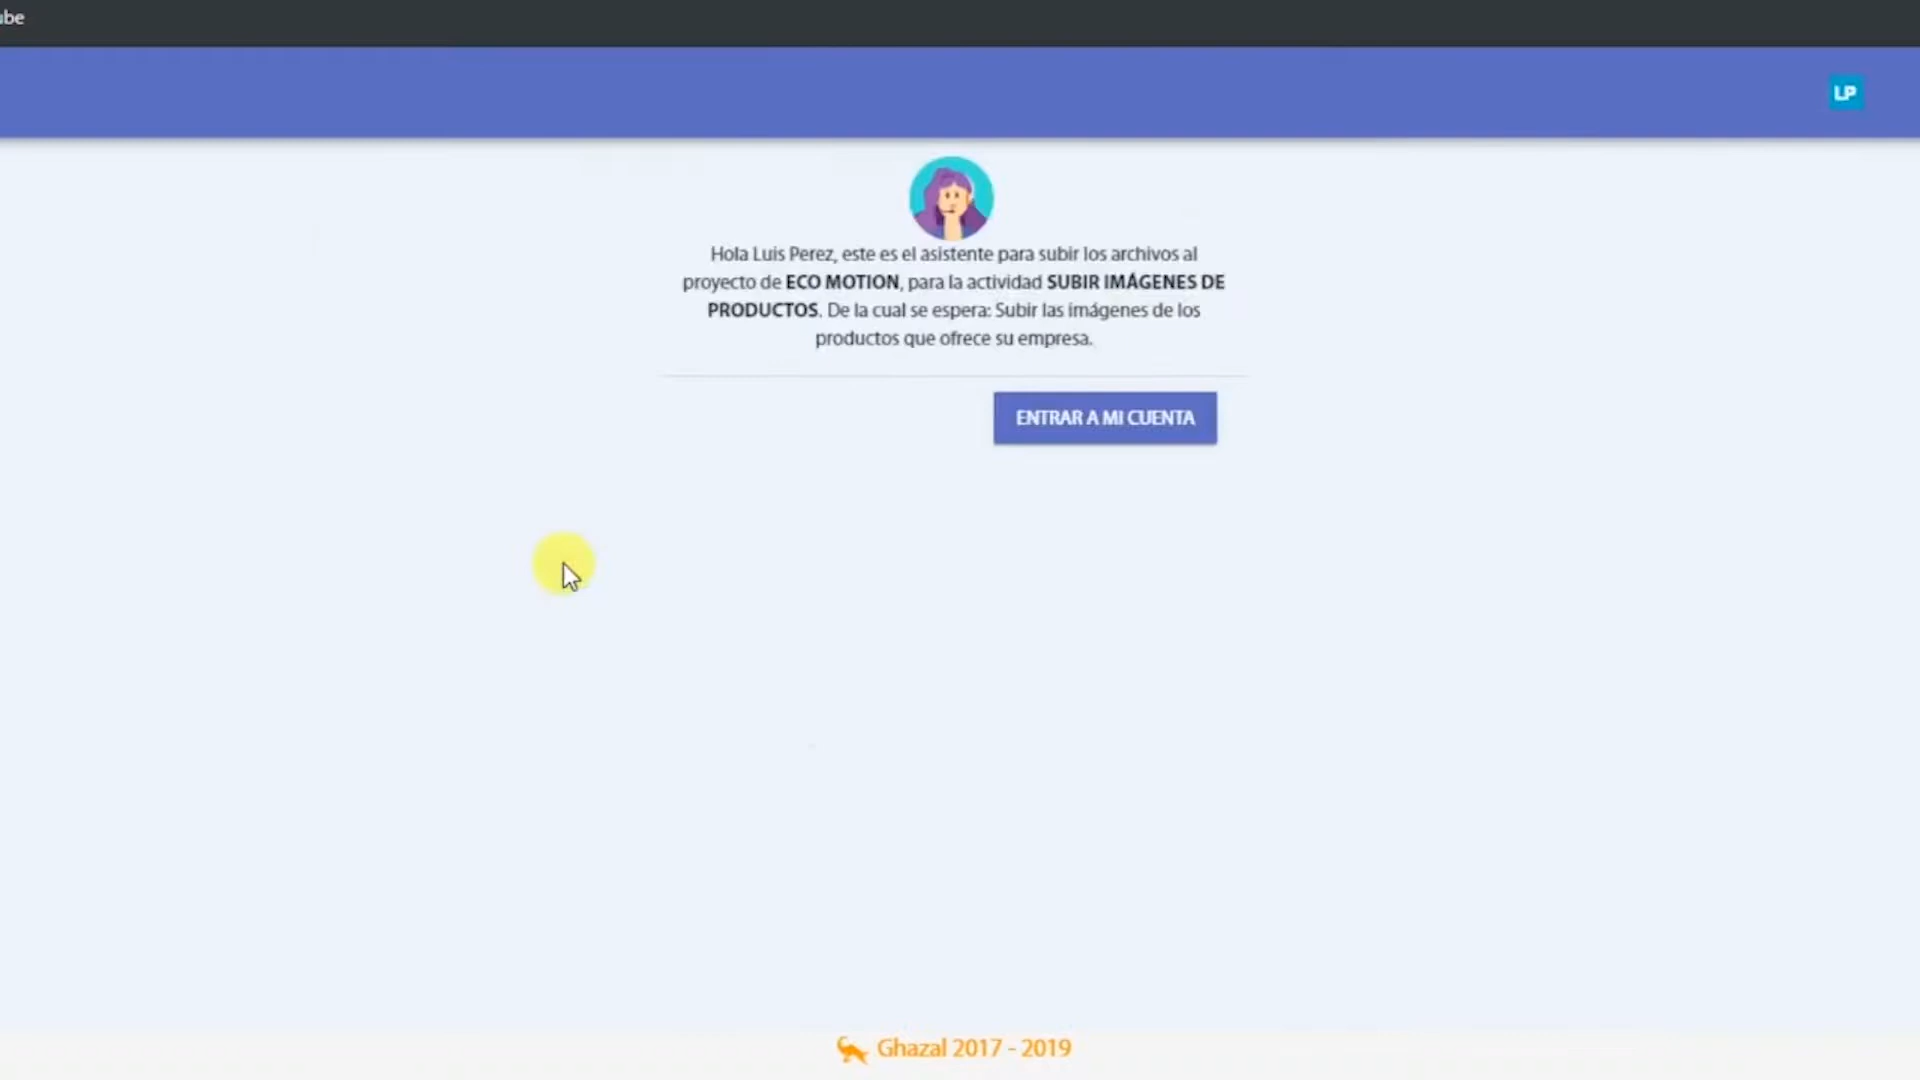 LP
Hola Luis Perez, este es el asistente para subir los archivos al
proyecto de ECO MOTION, para la actividad SUBIR IMÁGENES DE
PRODUCTOS. De la cual se espera: Subir las imágenes de los
productos que ofrece su empresa.
ENTRAR A MI CUENTA
Ghazal 2017 - 2019